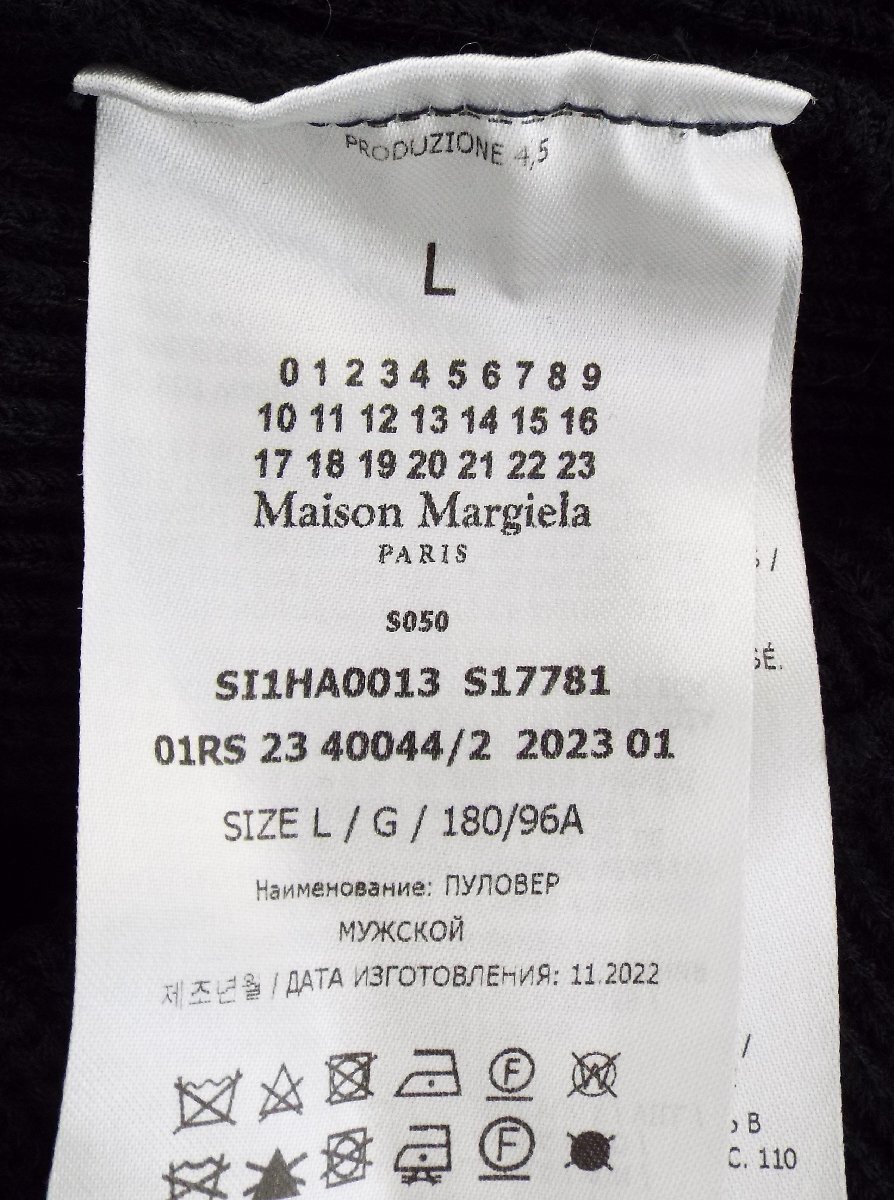 PRODUZIONE 4,5
L
0 1 2 3 4 5 6 7 8 9
10 11 12 13 14 15 16
17 18 19 20 21 22 23
Maison Margiela
PARIS
S050
SI1HA0013 S17781
01RS 23 40044/2 2023 01
SIZE L / G / 180/96A
Наименование: ПУЛОВЕР
МУЖСКОЙ
제조년월 / ДАТА ИЗГОТОВЛЕНИЯ: 11.2022
F W
F
/
SÉ.
/
В
С. 110